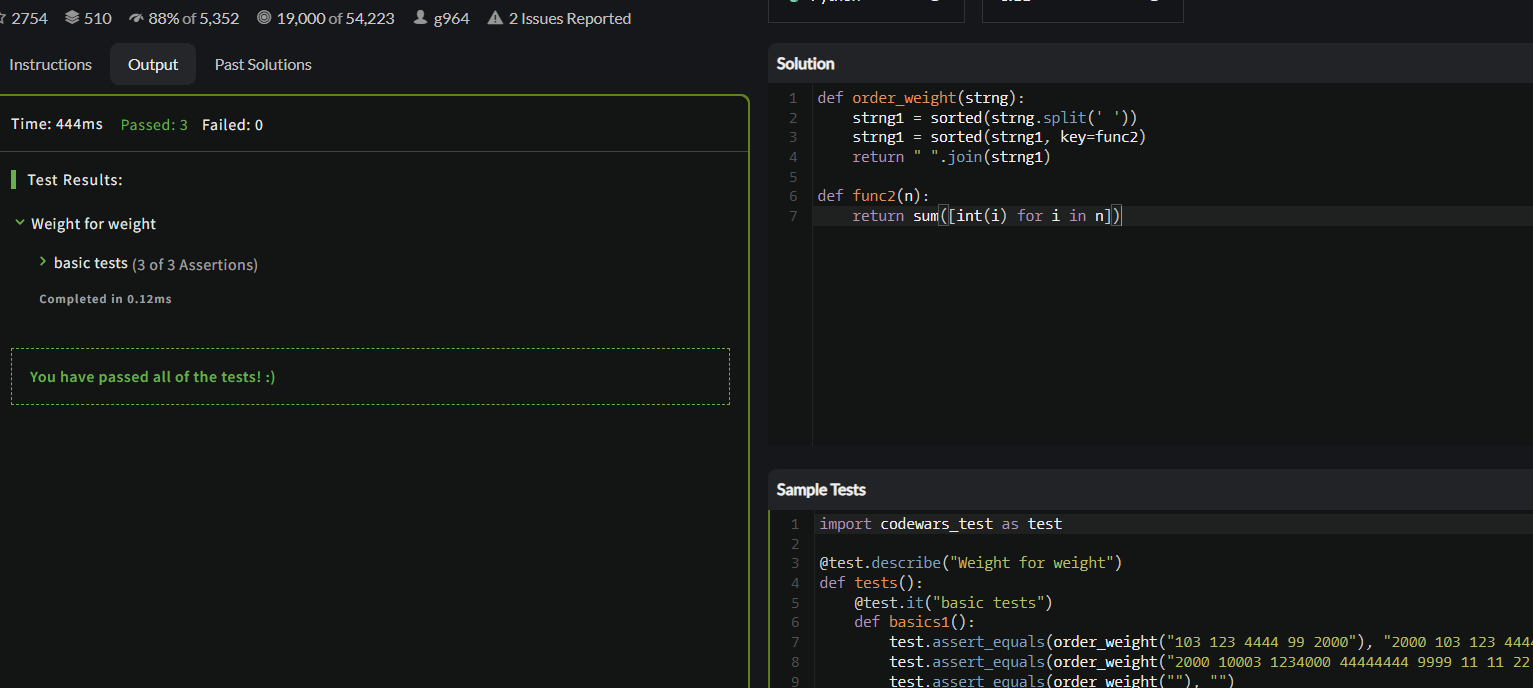 2754 510 88% of 5,352 19,000 of 54,223 g964 2 Issues Reported
Instructions Output Past Solutions
Time: 444ms Passed: 3 Failed: 0
Test Results:
Weight for weight
basic tests (3 of 3 Assertions)
Completed in 0.12ms
You have passed all of the tests! :)
Python
Solution
1 def order_weight(strng):
2 strng1 = sorted(strng.split(' '))
3 strng1 = sorted(strng1, key=func2)
4 return " ".join(strng1)
5
6 def func2(n):
7 return sum([int(i) for i in n])
Sample Tests
1 import codewars_test as test
2
3 @test.describe("Weight for weight")
4 def tests():
5 @test.it("basic tests")
6 def basics1():
7 test.assert_equals(order_weight("103 123 4444 99 2000"), "2000 103 123 444
8 test.assert_equals(order_weight("2000 10003 1234000 44444444 9999 11 11 22
9 test.assert_equals(order_weight(""), "")